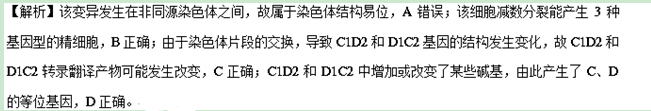 【解析】该变异发生在非同源染色体之间，故属于染色体结构易位，A 错误；该细胞减数分裂能产生 3 种
基因型的精细胞，B 正确；由于染色体片段的交换，导致 C1D2 和 D1C2 基因的结构发生变化，故 C1D2 和
D1C2 转录翻译产物可能发生改变，C 正确；C1D2 和 D1C2 中增加或改变了某些碱基，由此产生了 C、D
的等位基因，D 正确。